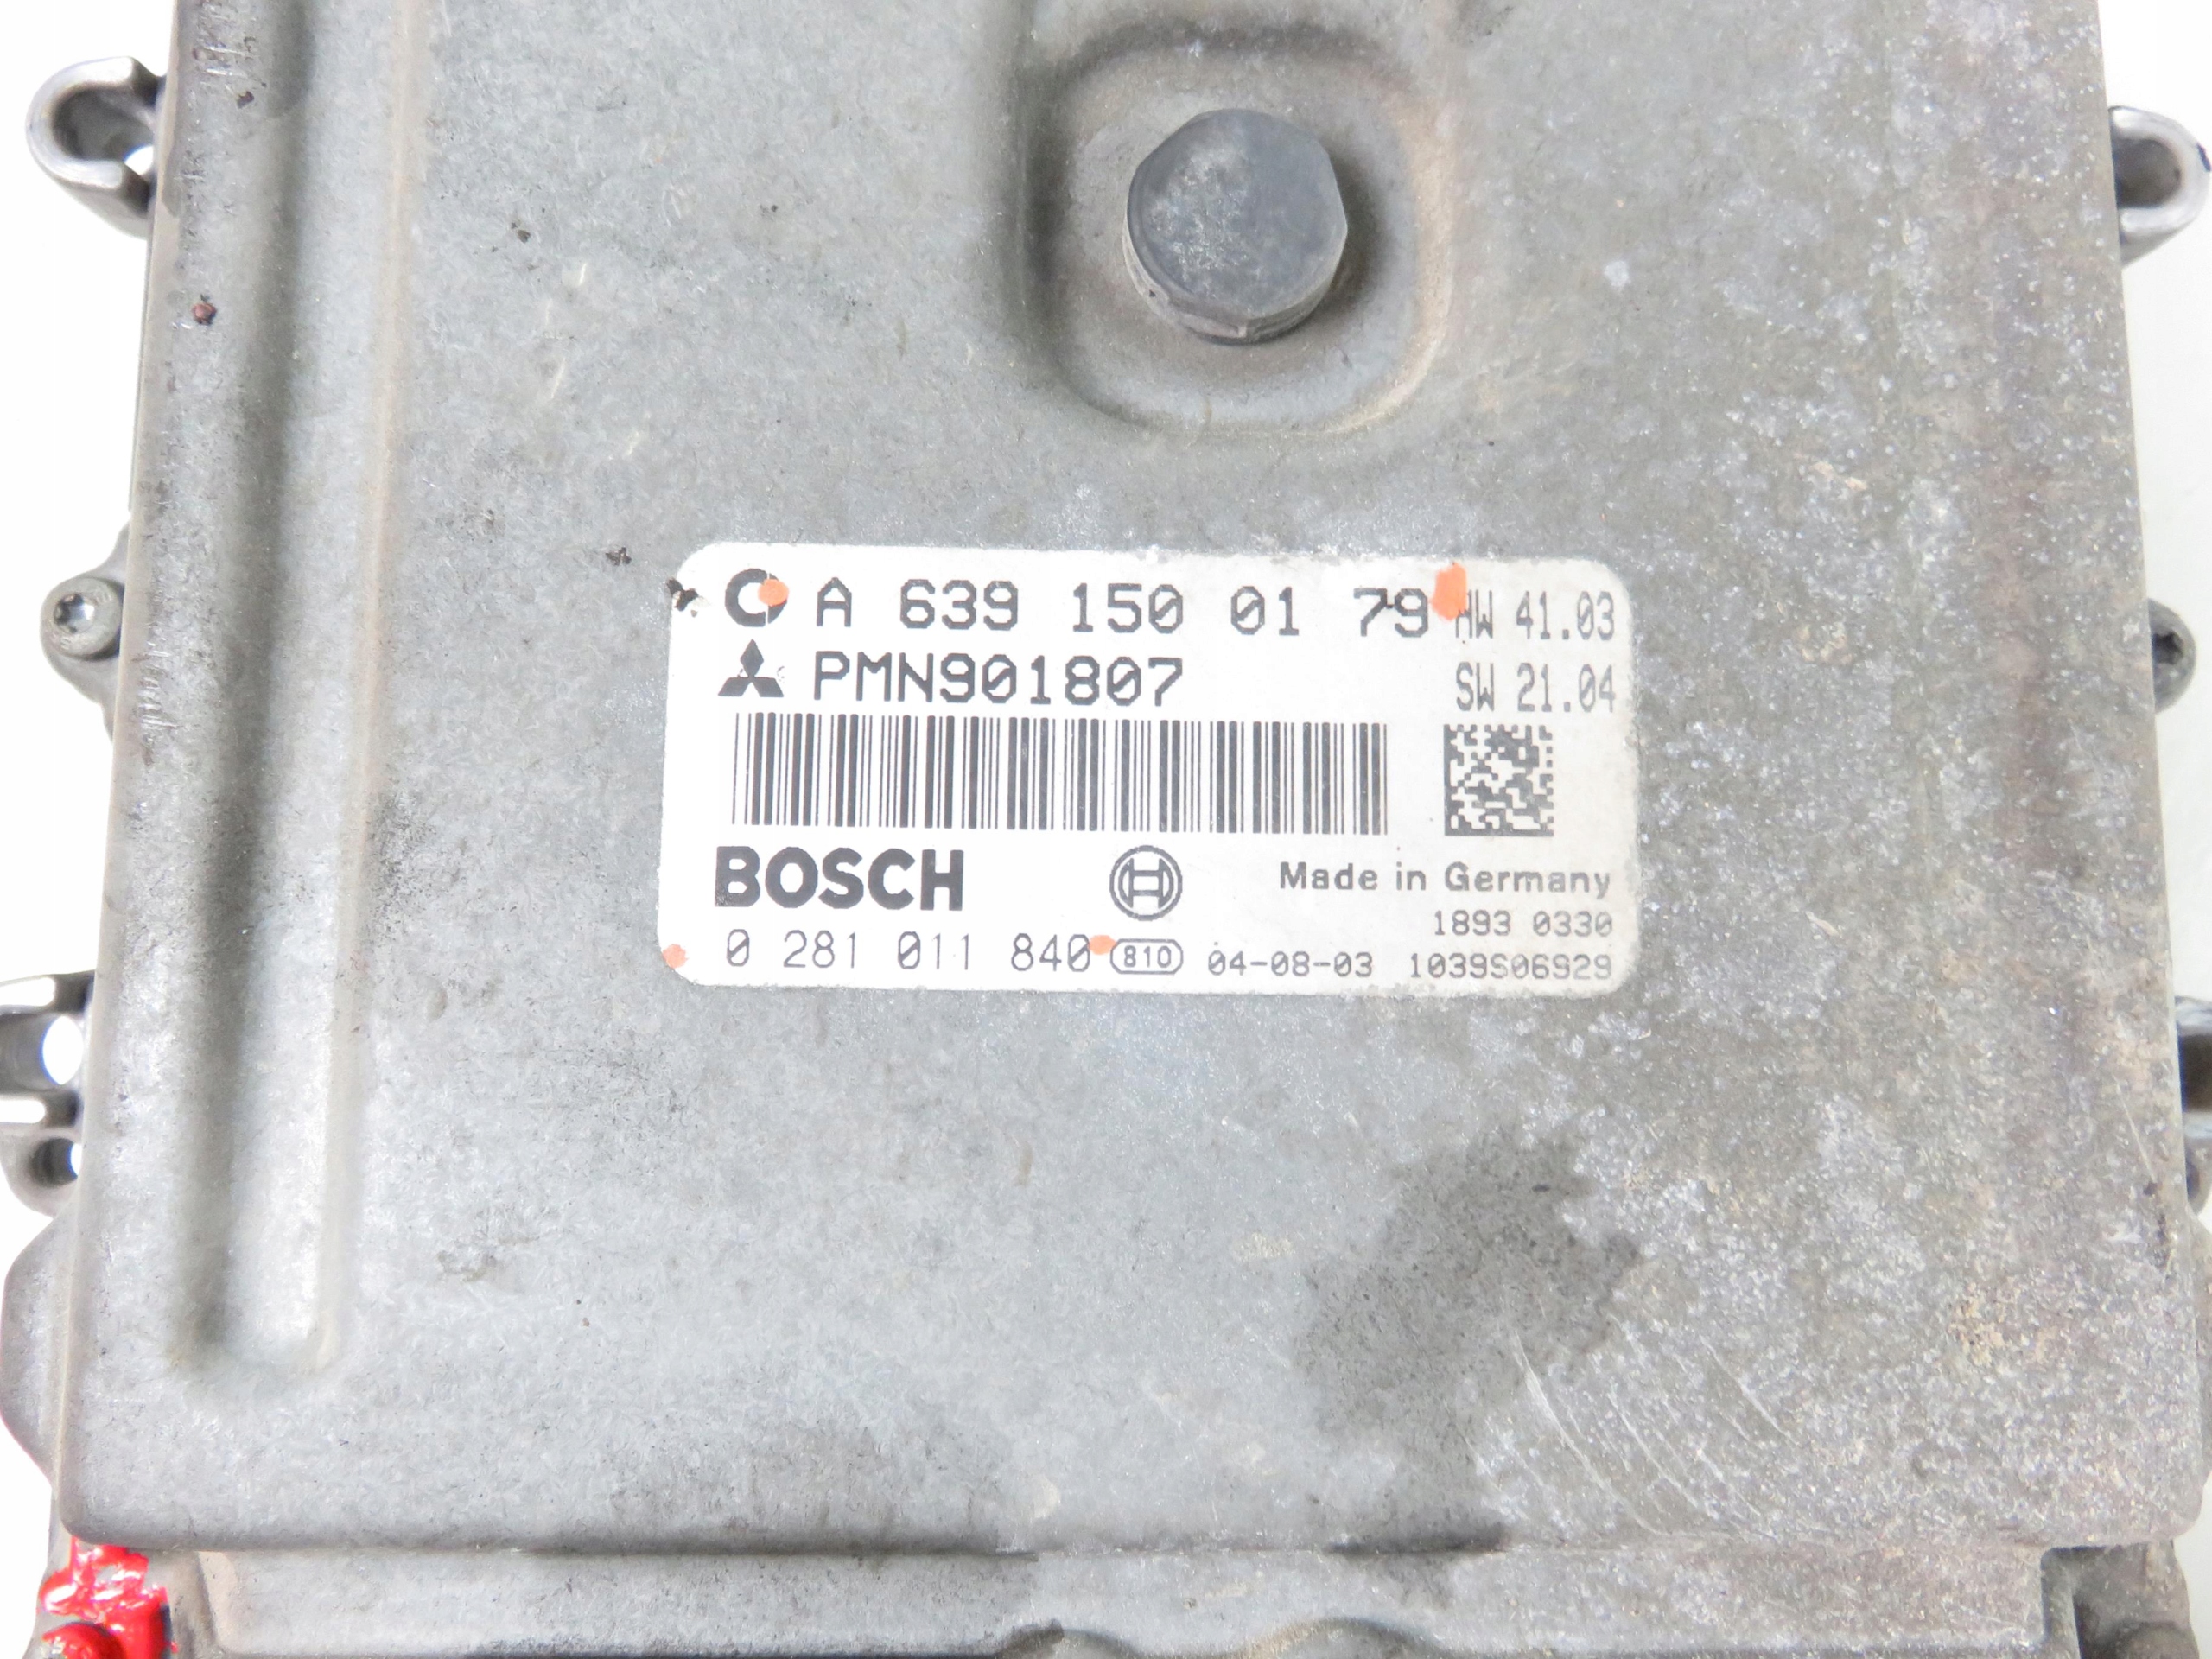 A 639 150 01 79 HW 41.03
PMN901807 SW 21.04
BOSCH Made in Germany
1893 0330
0 281 011 840 810 04-08-03 1039S06929